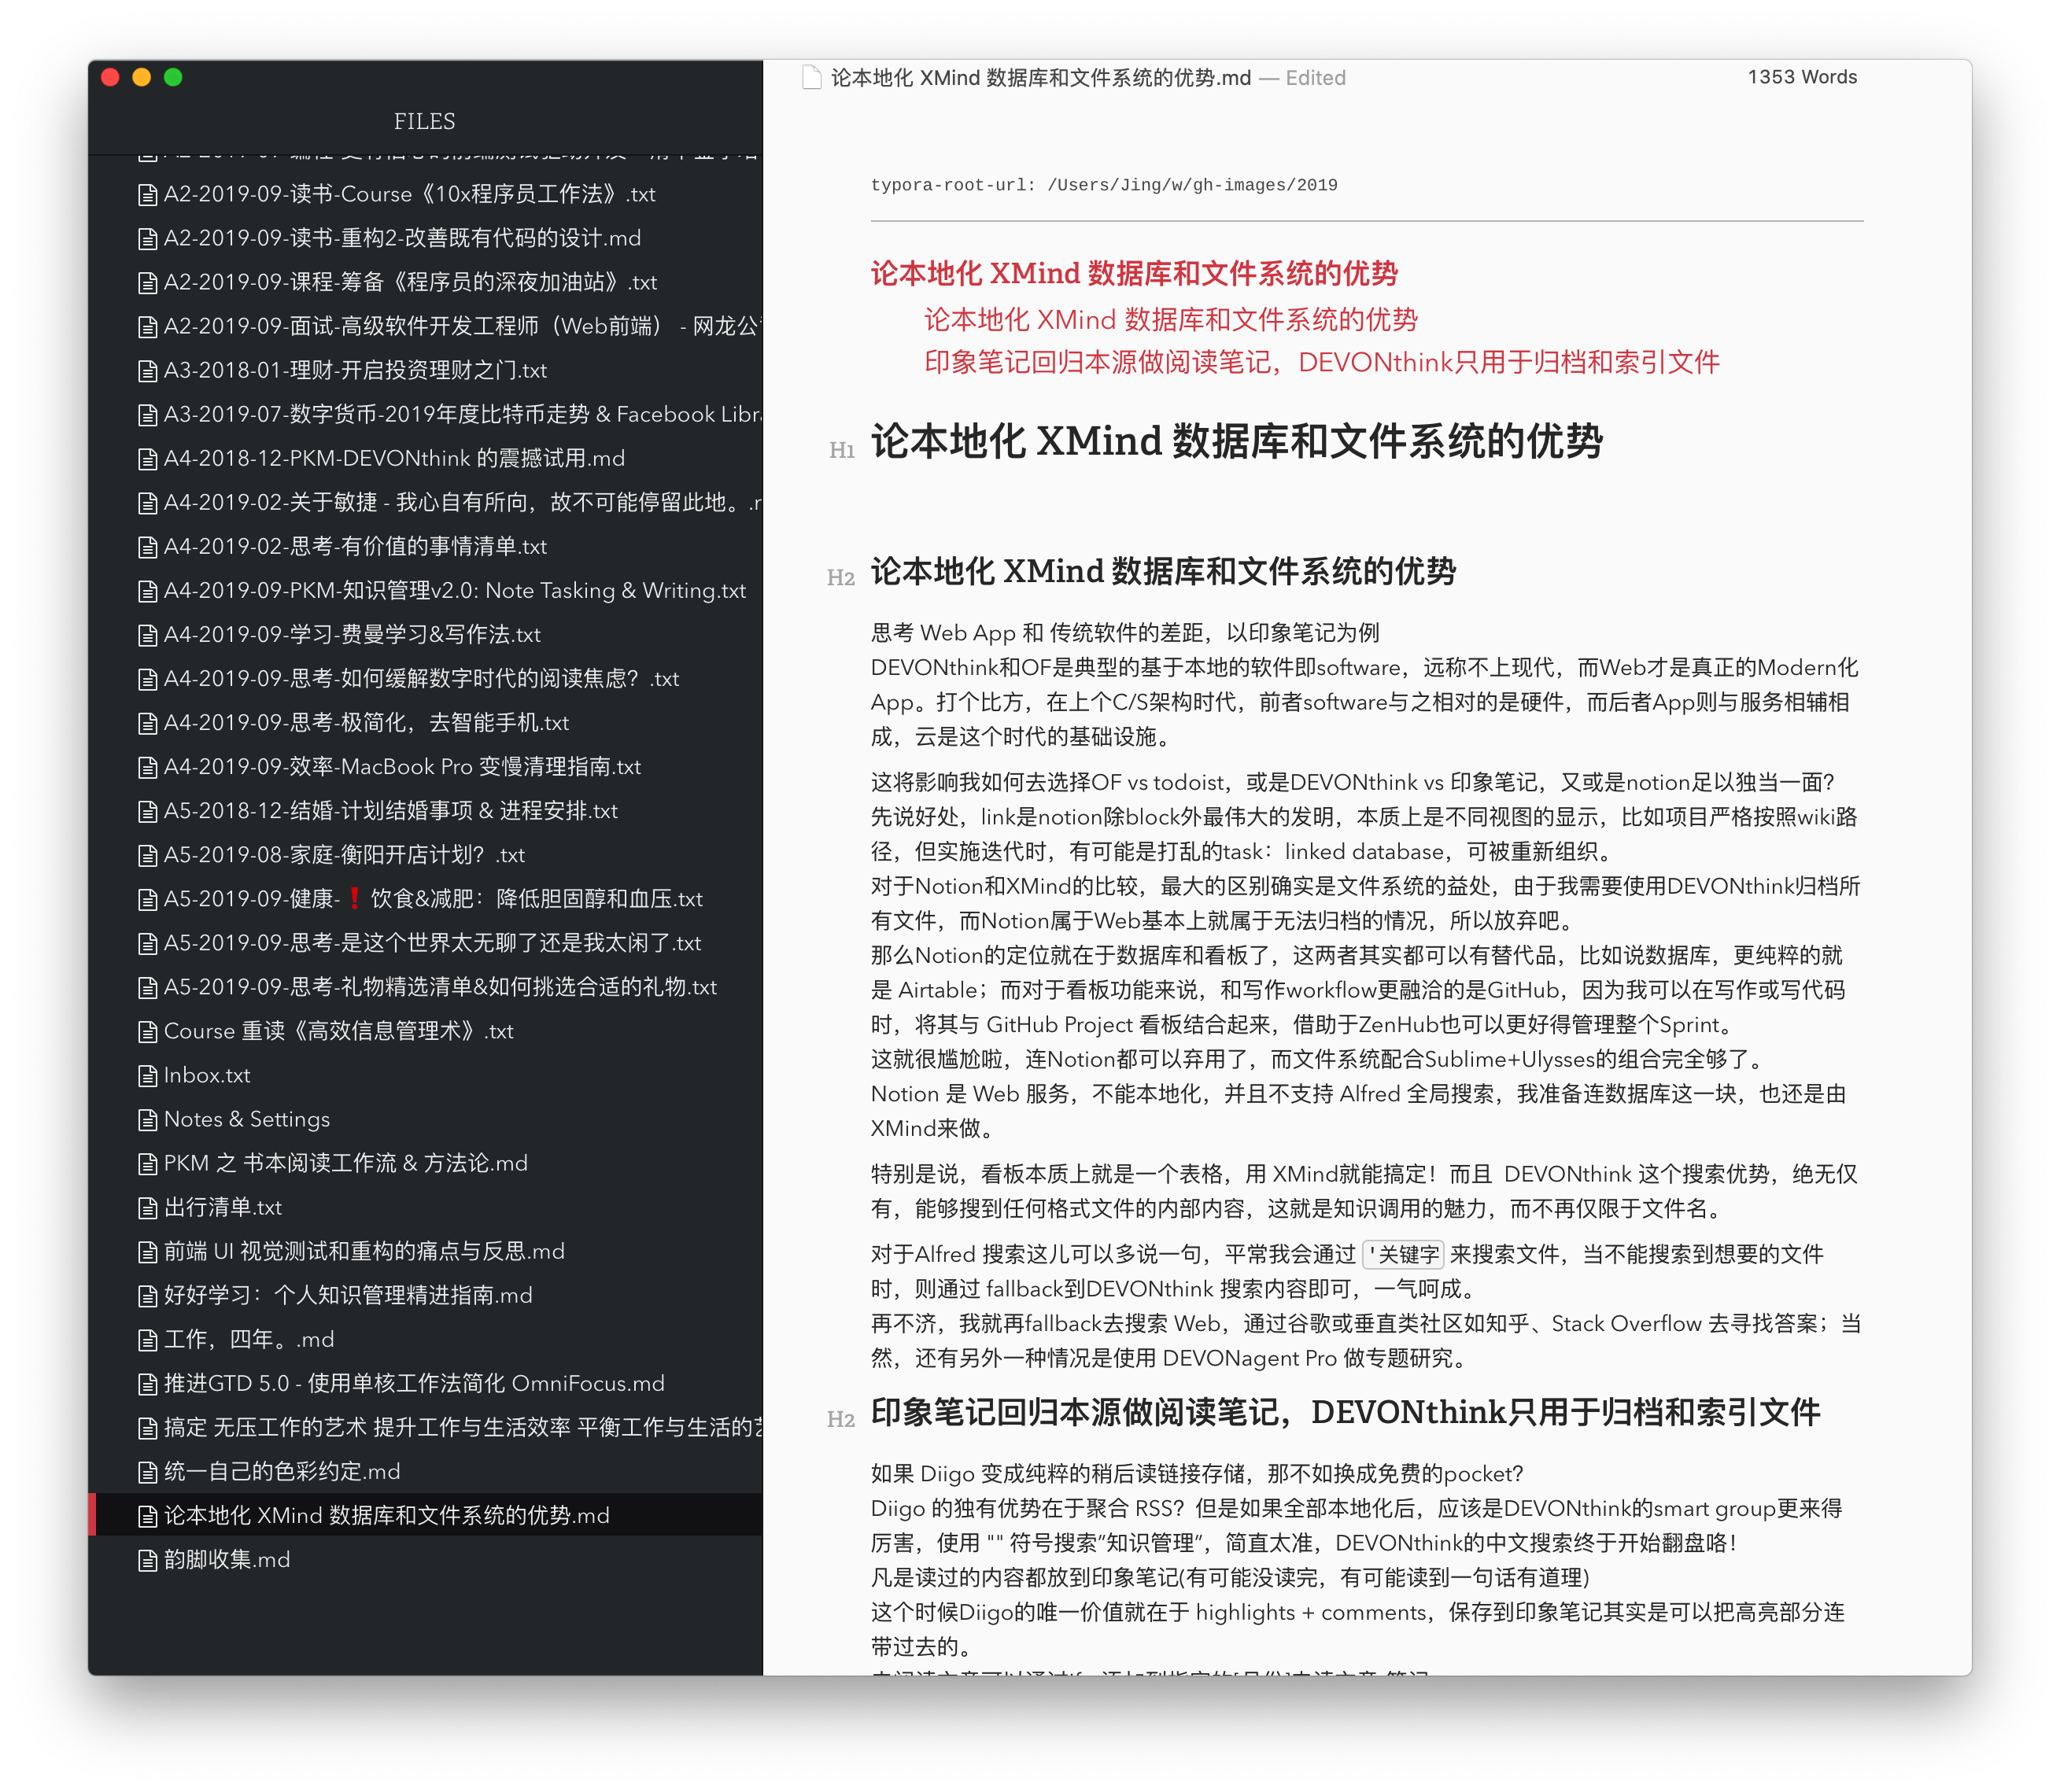 FILES
A2-2019-09-读书-Course《10x程序员工作法》.txt
A2-2019-09-读书-重构2-改善既有代码的设计.md
A2-2019-09-课程-筹备《程序员的深夜加油站》.txt
A2-2019-09-面试-高级软件开发工程师（Web前端） - 网龙公
A3-2018-01-理财-开启投资理财之门.txt
A3-2019-07-数字货币-2019年度比特币走势 & Facebook Libr
A4-2018-12-PKM-DEVONthink 的震撼试用.md
A4-2019-02-关于敏捷 - 我心自有所向，故不可能停留此地。.
A4-2019-02-思考-有价值的事情清单.txt
A4-2019-09-PKM-知识管理v2.0: Note Tasking & Writing.txt
A4-2019-09-学习-费曼学习&写作法.txt
A4-2019-09-思考-如何缓解数字时代的阅读焦虑？.txt
A4-2019-09-思考-极简化，去智能手机.txt
A4-2019-09-效率-MacBook Pro 变慢清理指南.txt
A5-2018-12-结婚-计划结婚事项 & 进程安排.txt
A5-2019-08-家庭-衡阳开店计划？.txt
A5-2019-09-健康-❗饮食&减肥：降低胆固醇和血压.txt
A5-2019-09-思考-是这个世界太无聊了还是我太闲了.txt
A5-2019-09-思考-礼物精选清单&如何挑选合适的礼物.txt
Course 重读《高效信息管理术》.txt
Inbox.txt
Notes & Settings
PKM 之 书本阅读工作流 & 方法论.md
出行清单.txt
前端 UI 视觉测试和重构的痛点与反思.md
好好学习：个人知识管理精进指南.md
工作，四年。.md
推进GTD 5.0 - 使用单核工作法简化 OmniFocus.md
搞定 无压工作的艺术 提升工作与生活效率 平衡工作与生活的
统一自己的色彩约定.md
论本地化 XMind 数据库和文件系统的优势.md
韵脚收集.md
论本地化 XMind 数据库和文件系统的优势.md — Edited
1353 Words
typora-root-url: /Users/Jing/w/gh-images/2019
论本地化 XMind 数据库和文件系统的优势
论本地化 XMind 数据库和文件系统的优势
印象笔记回归本源做阅读笔记，DEVONthink只用于归档和索引文件
H1 论本地化 XMind 数据库和文件系统的优势
H2 论本地化 XMind 数据库和文件系统的优势
思考 Web App 和 传统软件的差距，以印象笔记为例
DEVONthink和OF是典型的基于本地的软件即software，远称不上现代，而Web才是真正的Modern化
App。打个比方，在上个C/S架构时代，前者software与之相对的是硬件，而后者App则与服务相辅相
成，云是这个时代的基础设施。
这将影响我如何去选择OF vs todoist，或是DEVONthink vs 印象笔记，又或是notion足以独当一面？
先说好处，link是notion除block外最伟大的发明，本质上是不同视图的显示，比如项目严格按照wiki路
径，但实施迭代时，有可能是打乱的task：linked database，可被重新组织。
对于Notion和XMind的比较，最大的区别确实是文件系统的益处，由于我需要使用DEVONthink归档所
有文件，而Notion属于Web基本上就属于无法归档的情况，所以放弃吧。
那么Notion的定位就在于数据库和看板了，这两者其实都可以有替代品，比如说数据库，更纯粹的就
是 Airtable；而对于看板功能来说，和写作workflow更融洽的是GitHub，因为我可以在写作或写代码
时，将其与 GitHub Project 看板结合起来，借助于ZenHub也可以更好得管理整个Sprint。
这就很尴尬啦，连Notion都可以弃用了，而文件系统配合Sublime+Ulysses的组合完全够了。
Notion 是 Web 服务，不能本地化，并且不支持 Alfred 全局搜索，我准备连数据库这一块，也还是由
XMind来做。
特别是说，看板本质上就是一个表格，用 XMind就能搞定！而且 DEVONthink 这个搜索优势，绝无仅
有，能够搜到任何格式文件的内部内容，这就是知识调用的魅力，而不再仅限于文件名。
对于Alfred 搜索这儿可以多说一句，平常我会通过 '关键字 来搜索文件，当不能搜索到想要的文件
时，则通过 fallback到DEVONthink 搜索内容即可，一气呵成。
再不济，我就再fallback去搜索 Web，通过谷歌或垂直类社区如知乎、Stack Overflow 去寻找答案；当
然，还有另外一种情况是使用 DEVONagent Pro 做专题研究。
H2 印象笔记回归本源做阅读笔记，DEVONthink只用于归档和索引文件
如果 Diigo 变成纯粹的稍后读链接存储，那不如换成免费的pocket？
Diigo 的独有优势在于聚合 RSS？但是如果全部本地化后，应该是DEVONthink的smart group更来得
厉害，使用 "" 符号搜索“知识管理”，简直太准，DEVONthink的中文搜索终于开始翻盘咯！
凡是读过的内容都放到印象笔记(有可能没读完，有可能读到一句话有道理)
这个时候Diigo的唯一价值就在于 highlights + comments，保存到印象笔记其实是可以把高亮部分连
带过去的。